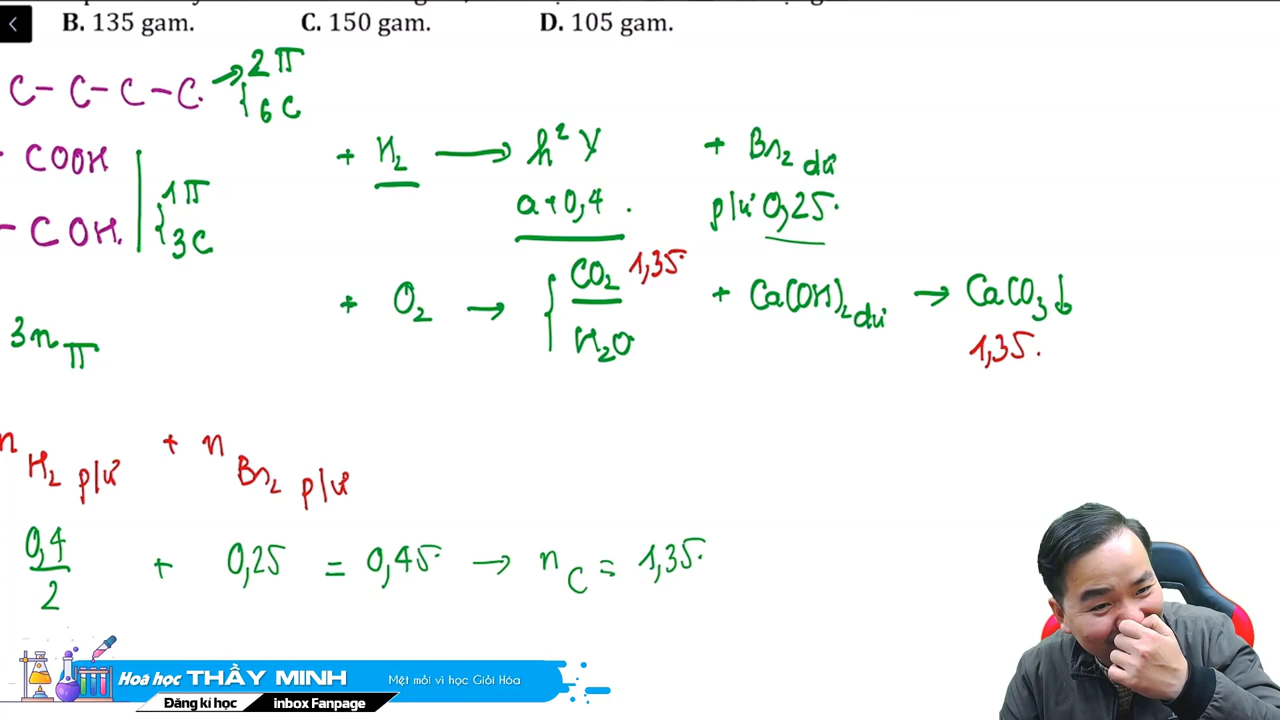 B. 135 gam. C. 150 gam. D. 105 gam.
C - C - C - C. → 2π
6 C
- COOH 1π
- COH. 3C
+ H2 → h² Y + Br2 dư
a + 0,4. p/ư 0,25.
+ O2 → CO2 1,35 + Ca(OH)2 dư → CaCO3↓
H2O 1,35.
3nπ
n H2 p/ư + n Br2 p/ư
0,4/2 + 0,25 = 0,45. → nC = 1,35.
Hoá học THẦY MINH Mệt mỏi vì học Giỏi Hóa
Đăng kí học inbox Fanpage